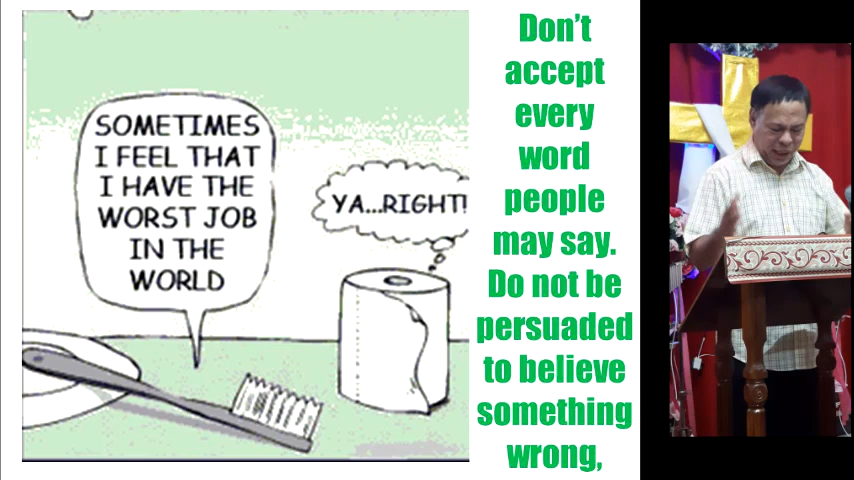 SOMETIMES
I FEEL THAT
I HAVE THE
WORST JOB
IN THE
WORLD
YA...RIGHT!
Don't
accept
every
word
people
may say.
Do not be
persuaded
to believe
something
wrong,